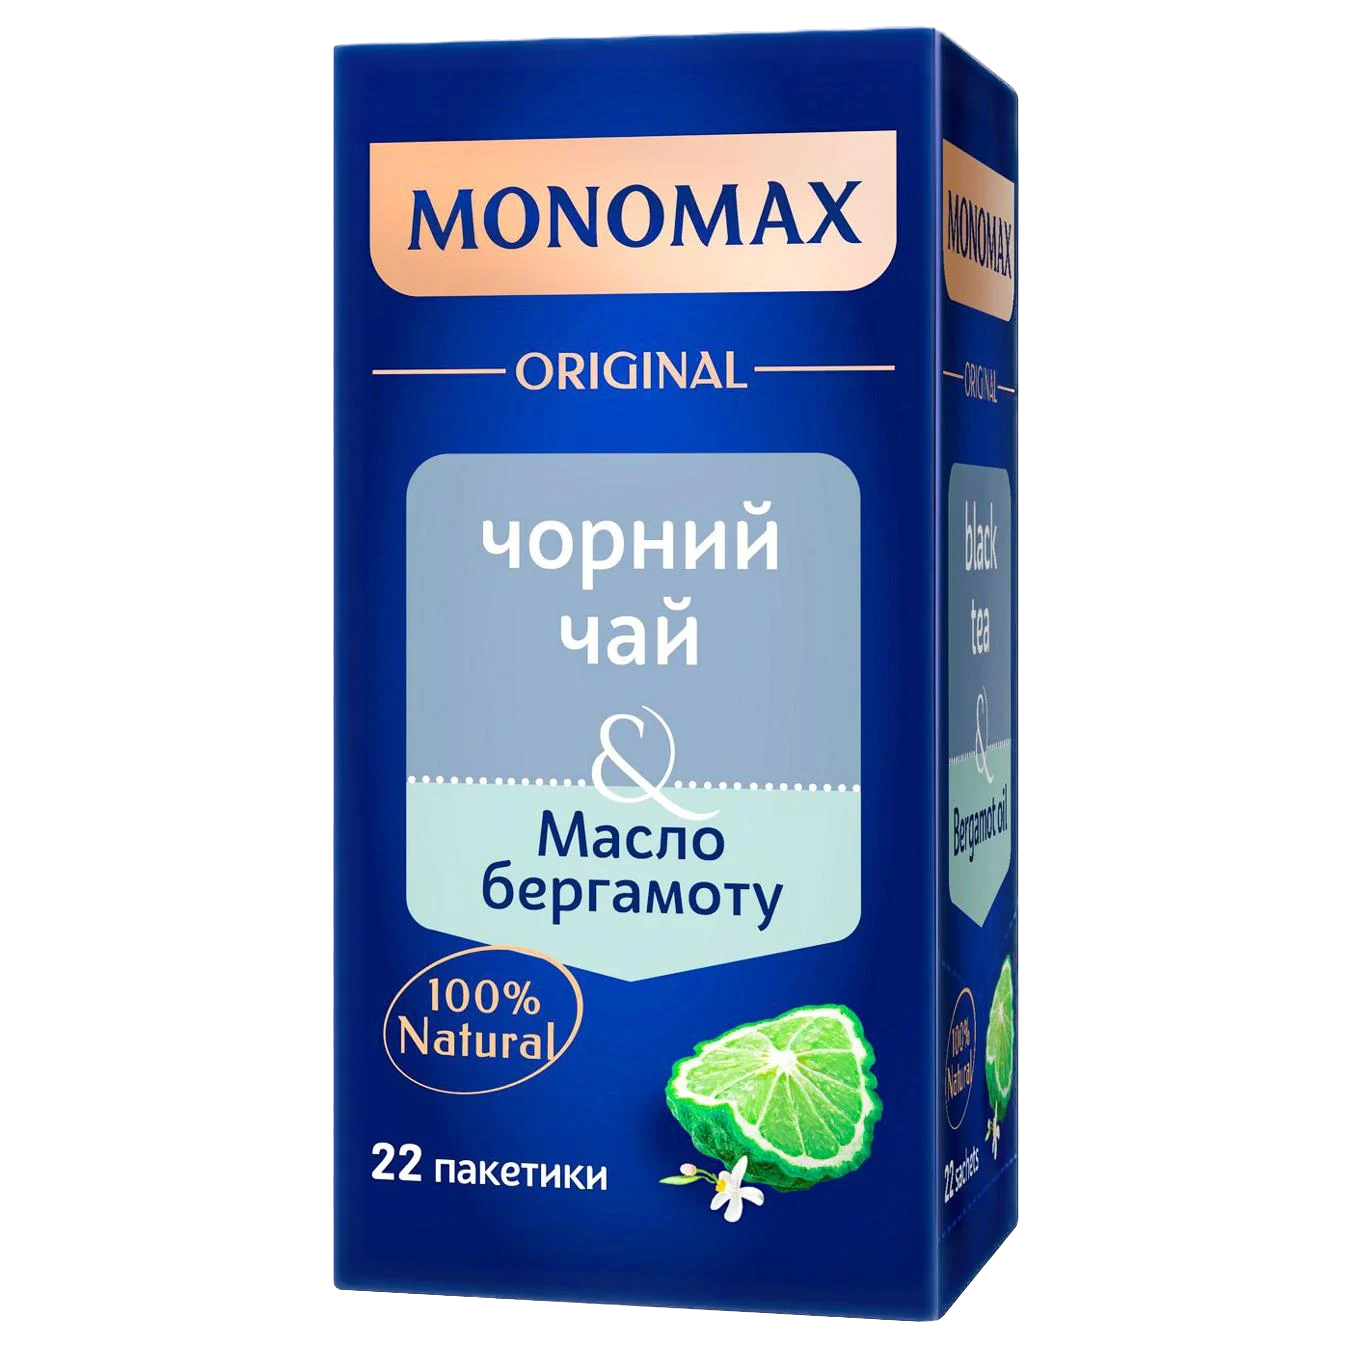 MONOMAX
ORIGINAL
чорний
чай
&
Масло
бергамоту
100%
Natural
22 пакетики
MONOMAX
ORIGINAL
black
tea
&
Bergamot oil
100%
Natural
22 sachets